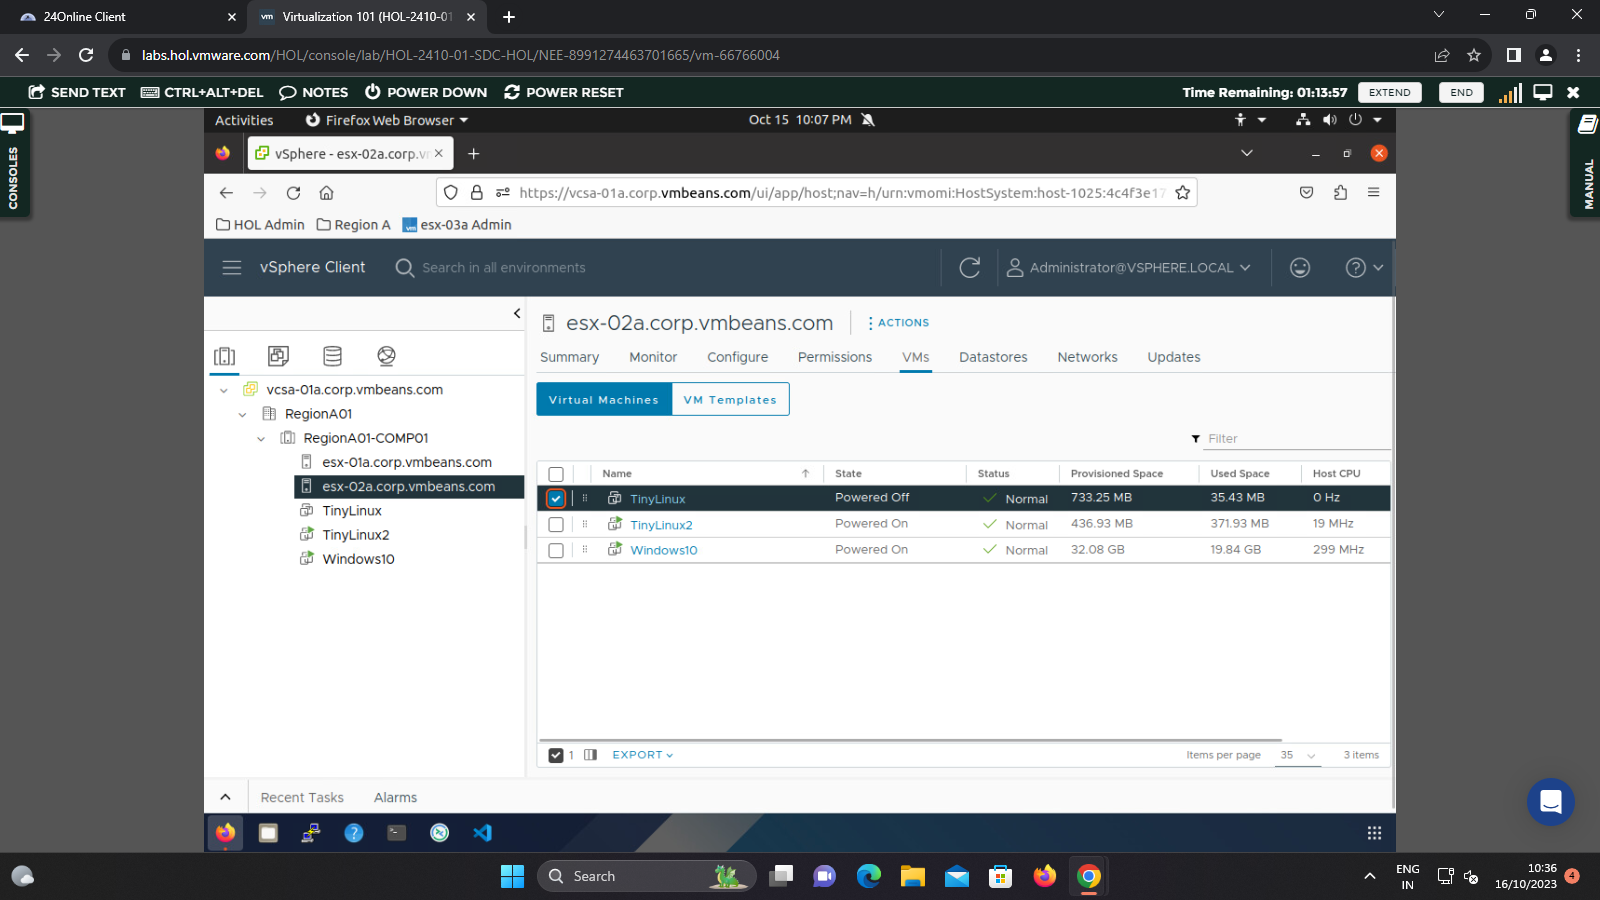 24Online Client
vm Virtualization 101 (HOL-2410-01
labs.hol.vmware.com/HOL/console/lab/HOL-2410-01-SDC-HOL/NEE-8991274463701665/vm-66766004
SEND TEXT CTRL+ALT+DEL NOTES POWER DOWN POWER RESET Time Remaining: 01:13:57 EXTEND END
CONSOLES
MANUAL
Activities Firefox Web Browser Oct 15 10:07 PM
vSphere - esx-02a.corp.vm
https://vcsa-01a.corp.vmbeans.com/ui/app/host;nav=h/urn:vmomi:HostSystem:host-1025:4c4f3e17
HOL Admin Region A vm esx-03a Admin
vSphere Client Search in all environments Administrator@VSPHERE.LOCAL
esx-02a.corp.vmbeans.com ACTIONS
Summary Monitor Configure Permissions VMs Datastores Networks Updates
vcsa-01a.corp.vmbeans.com
RegionA01
RegionA01-COMP01
esx-01a.corp.vmbeans.com
esx-02a.corp.vmbeans.com
TinyLinux
TinyLinux2
Windows10
Virtual Machines VM Templates
Filter
Name State Status Provisioned Space Used Space Host CPU
TinyLinux Powered Off Normal 733.25 MB 35.43 MB 0 Hz
TinyLinux2 Powered On Normal 436.93 MB 371.93 MB 19 MHz
Windows10 Powered On Normal 32.08 GB 19.84 GB 299 MHz
1 EXPORT Items per page 35 3 items
Recent Tasks Alarms
Search
ENG
IN
10:36
16/10/2023
4